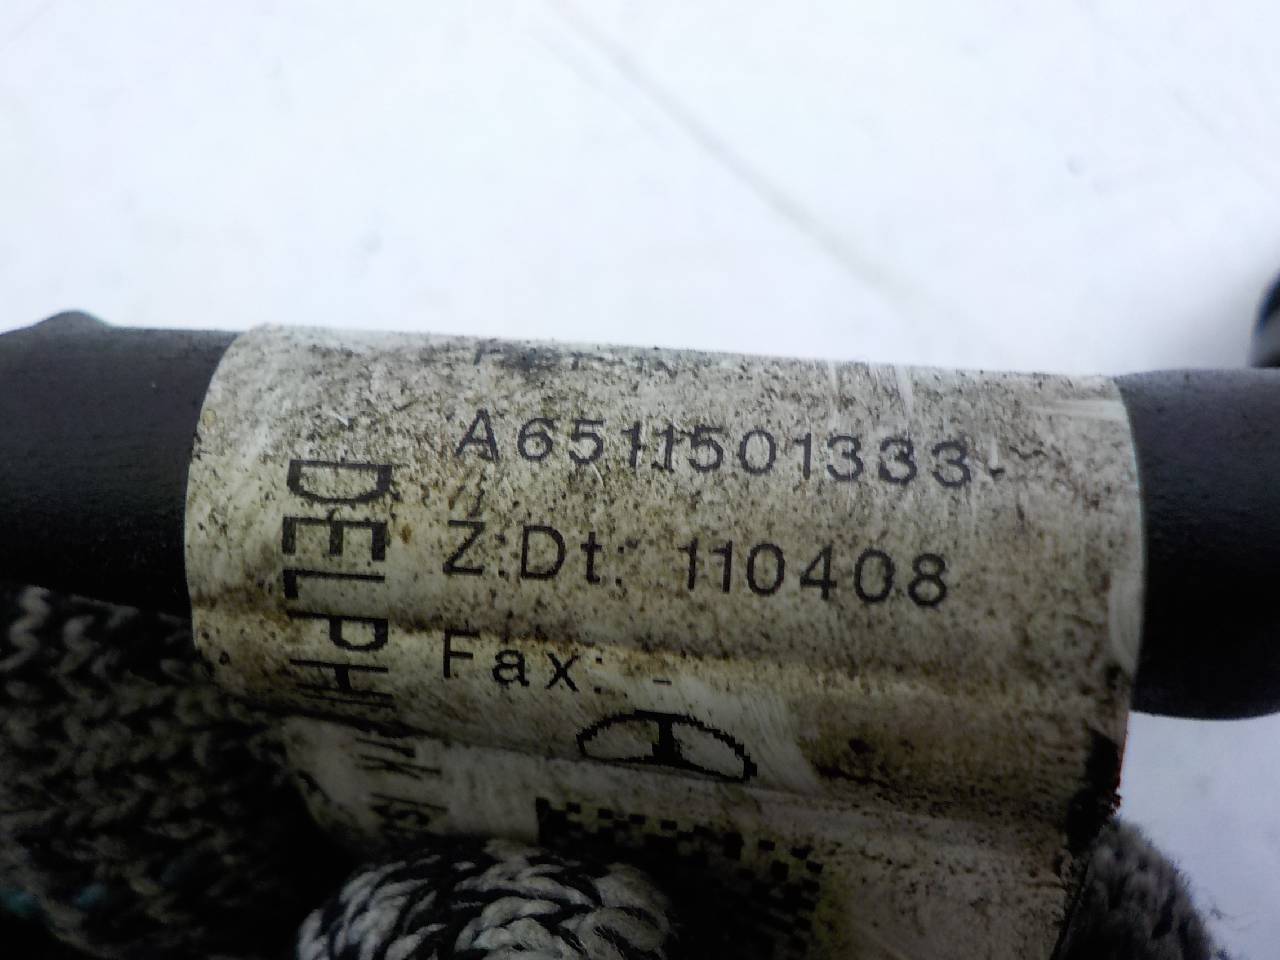 A6511501333-
Z:Dt: 110408
Fax: -
DELPHI